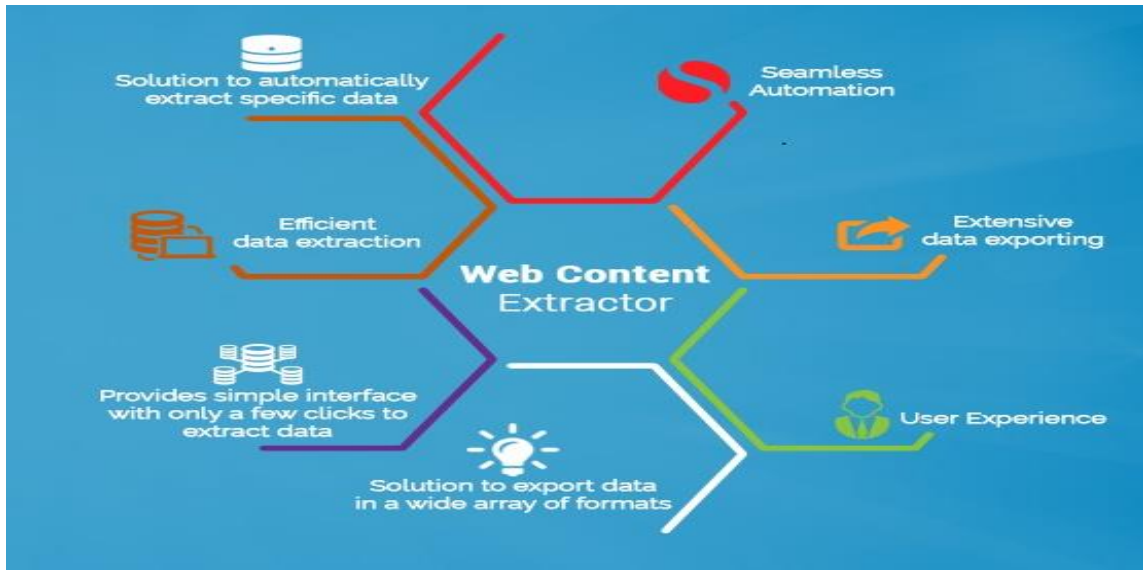 Solution to automatically
extract specific data
Seamless
Automation
Efficient
data extraction
Extensive
data exporting
Web Content
Extractor
Provides simple interface
with only a few clicks to
extract data
User Experience
Solution to export data
in a wide array of formats